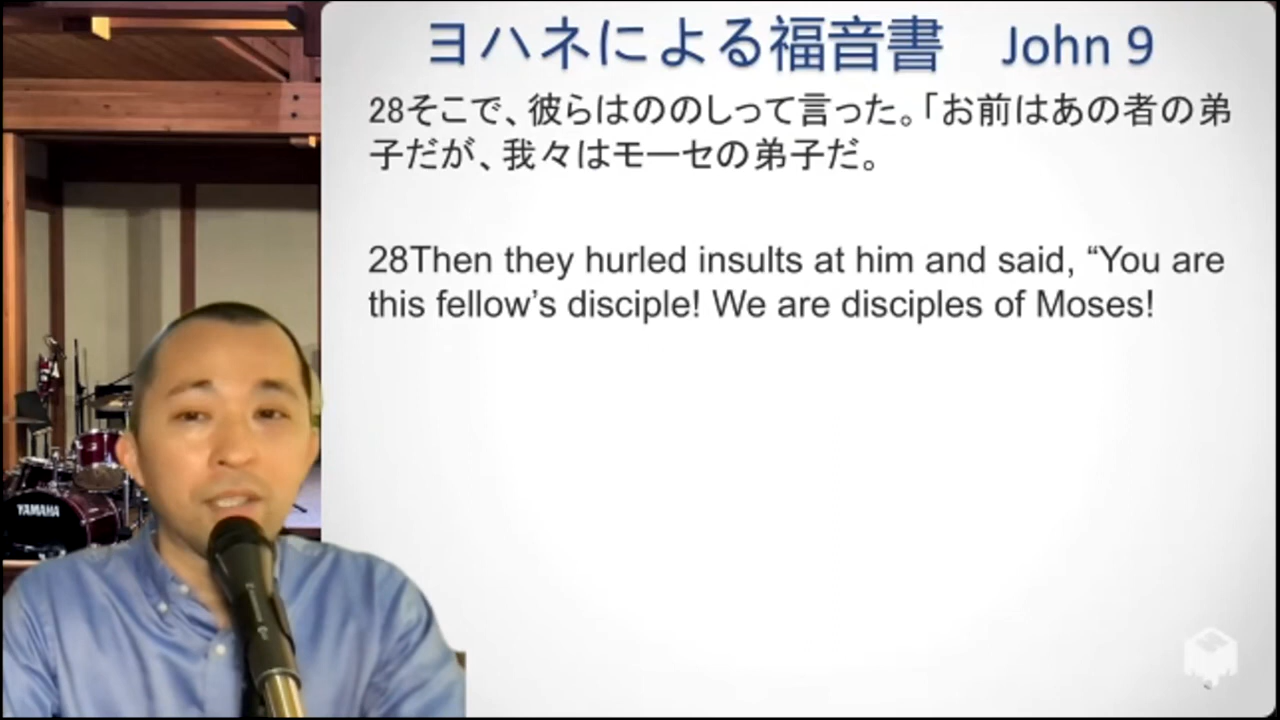 ヨハネによる福音書　John 9
28そこで、彼らはののしって言った。「お前はあの者の弟
子だが、我々はモーセの弟子だ。
28Then they hurled insults at him and said, “You are
this fellow’s disciple! We are disciples of Moses!
YAMAHA